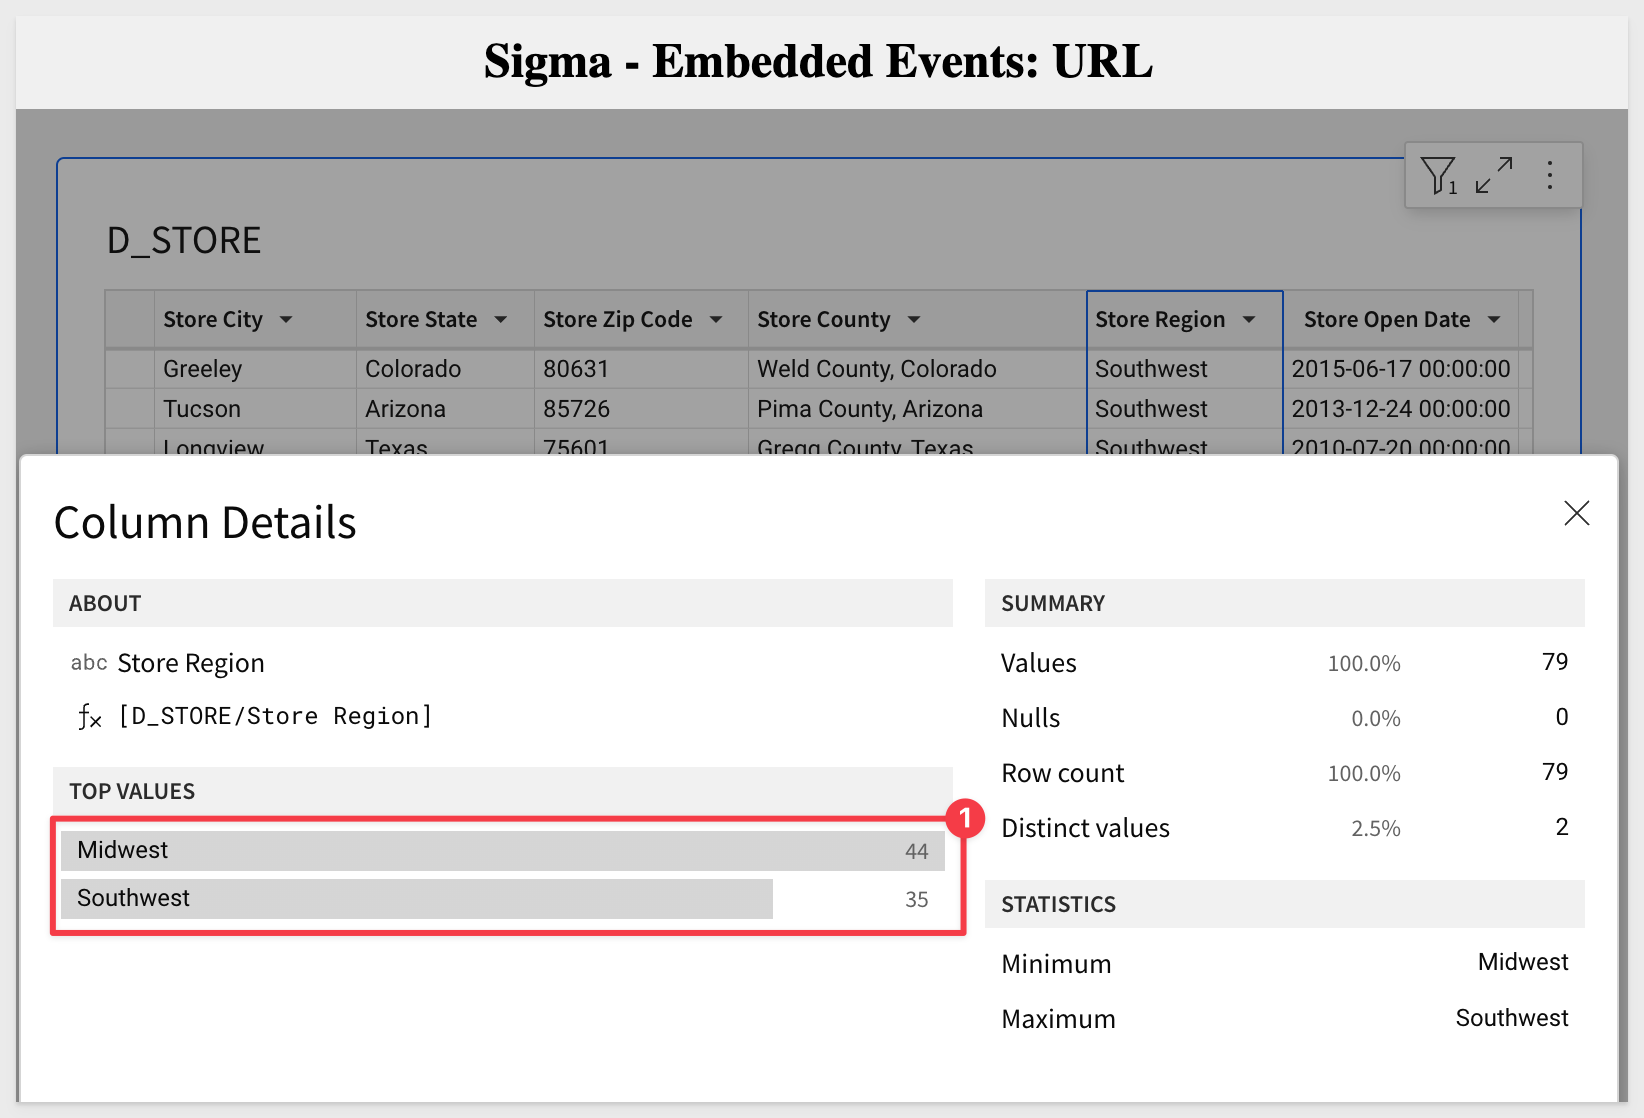 Sigma - Embedded Events: URL
1
D_STORE
Store City Store State Store Zip Code Store County Store Region Store Open Date
Greeley Colorado 80631 Weld County, Colorado Southwest 2015-06-17 00:00:00
Tucson Arizona 85726 Pima County, Arizona Southwest 2013-12-24 00:00:00
Longview Texas 75601 Gregg County, Texas Southwest 2010-07-20 00:00:00
Column Details
ABOUT
abc Store Region
fx [D_STORE/Store Region]
TOP VALUES
1
Midwest 44
Southwest 35
SUMMARY
Values 100.0% 79
Nulls 0.0% 0
Row count 100.0% 79
Distinct values 2.5% 2
STATISTICS
Minimum Midwest
Maximum Southwest